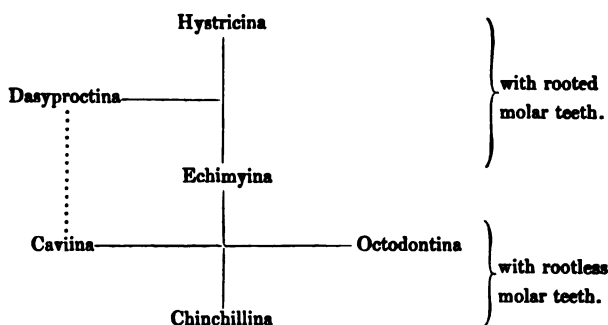 Hystricina
Dasyproctina
with rooted
molar teeth.
Echimyina
Caviina
Octodontina
with rootless
molar teeth.
Chinchillina